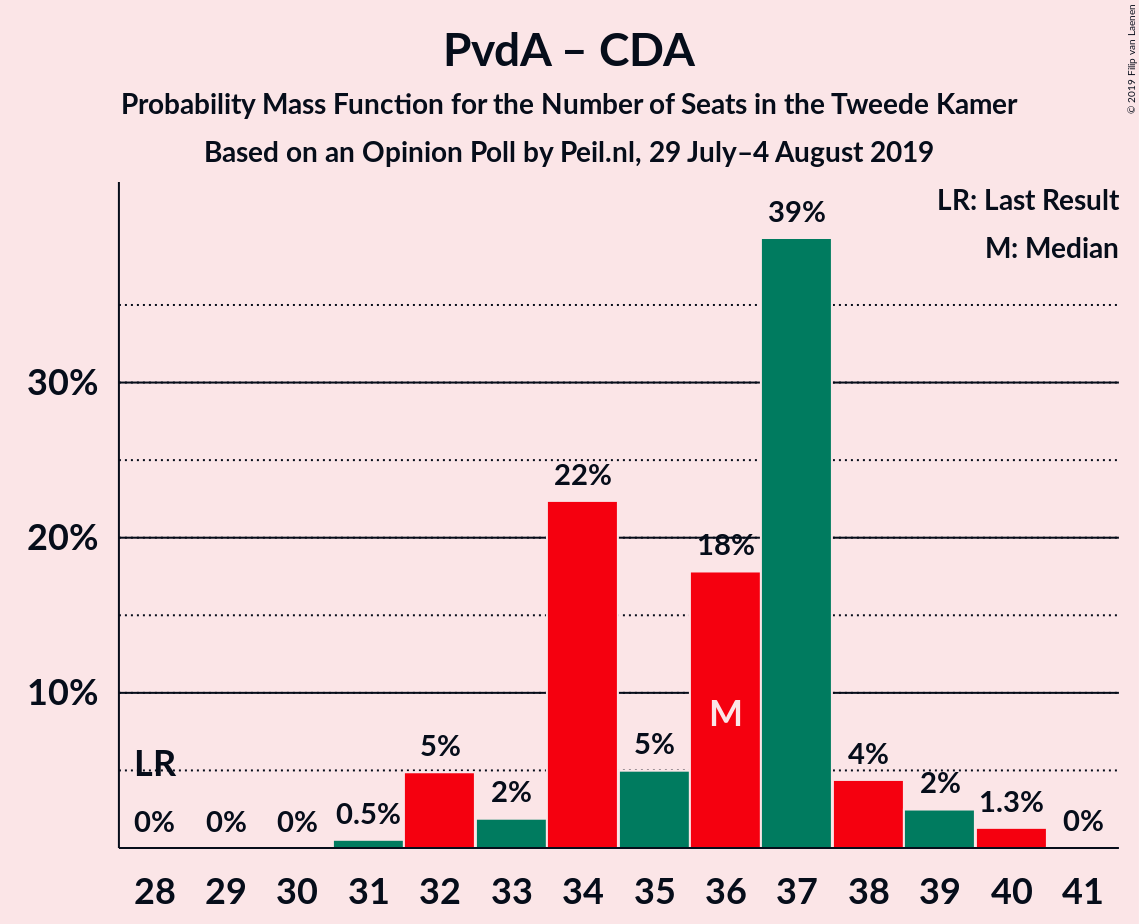 PvdA – CDA
Probability Mass Function for the Number of Seats in the Tweede Kamer
Based on an Opinion Poll by Peil.nl, 29 July–4 August 2019
© 2019 Filip van Laenen
LR: Last Result
M: Median
39%
30%
22%
20%
18%
10%
M
LR
5%
5%
4%
2%
2%
0%
0%
0%
0.5%
1.3%
0%
28 29 30 31 32 33 34 35 36 37 38 39 40 41